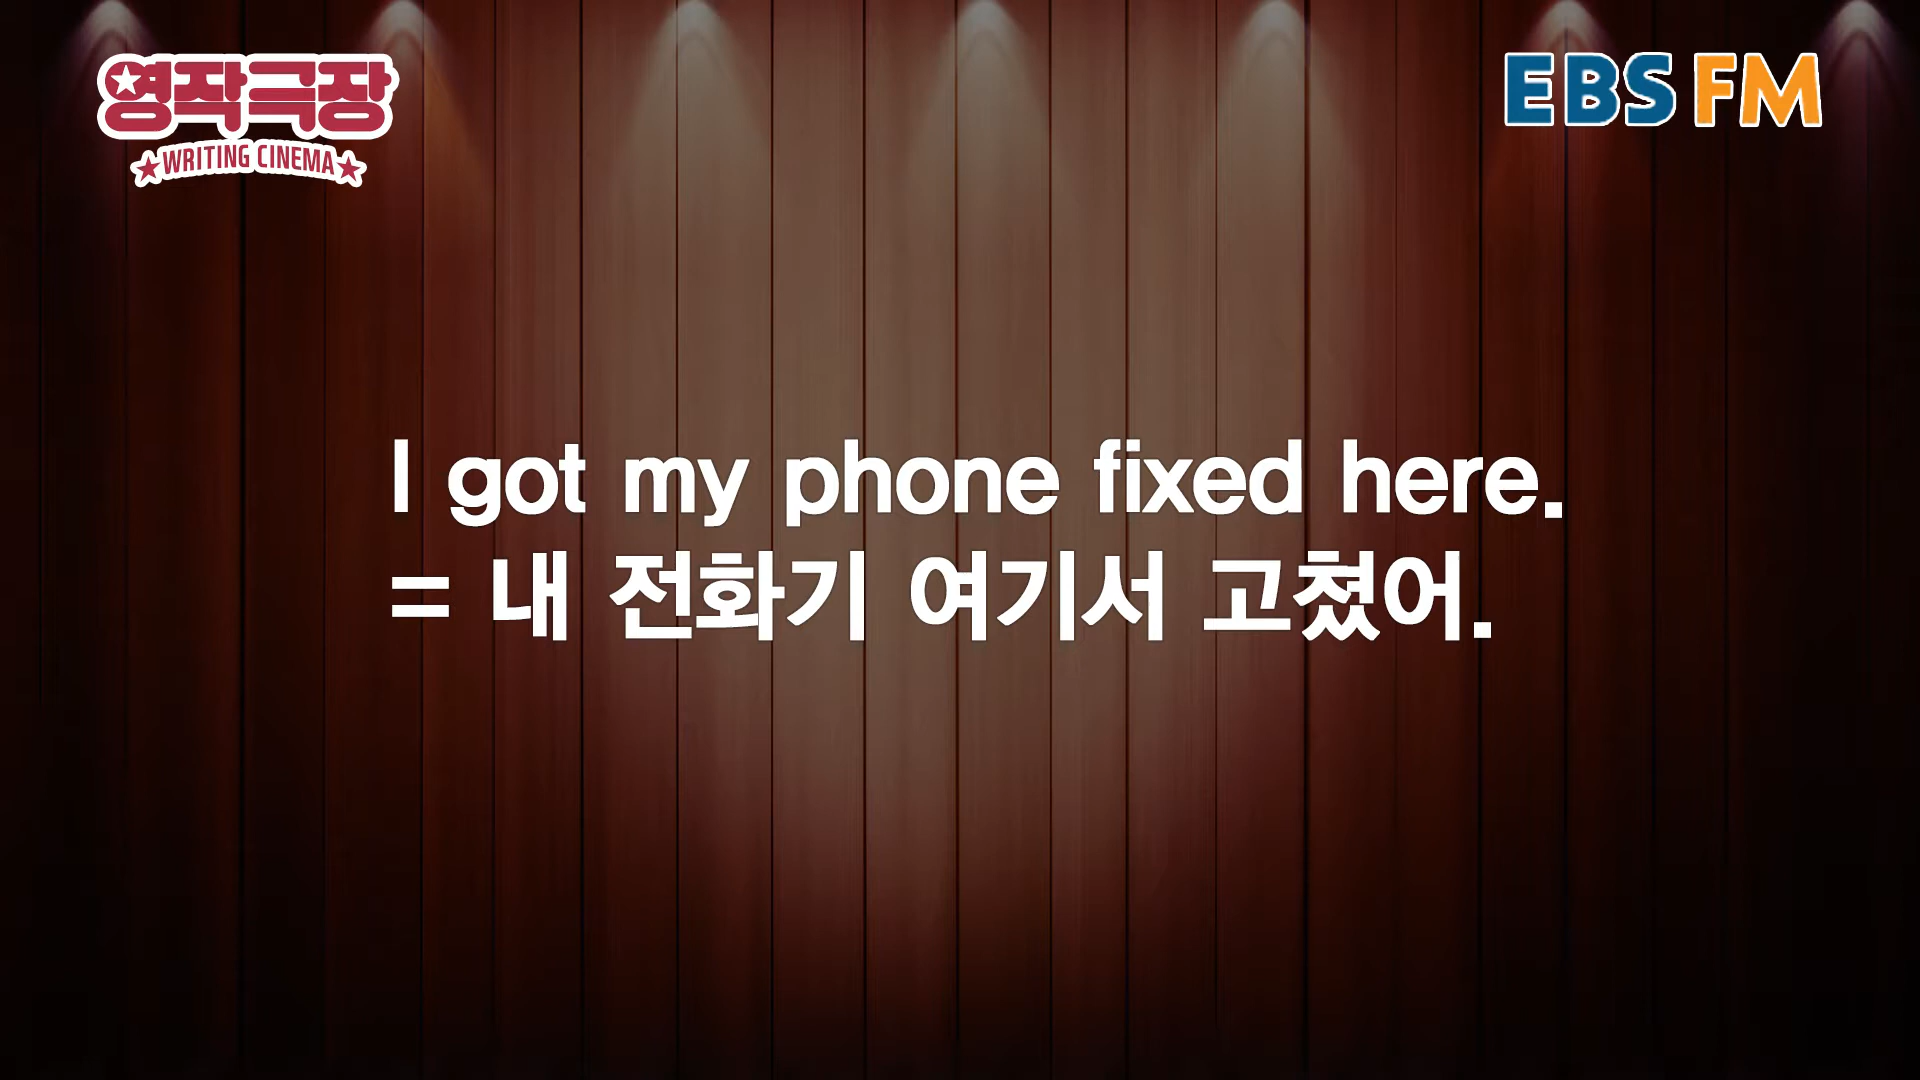 영작극장
WRITING CINEMA
EBS FM
I got my phone fixed here.
= 내 전화기 여기서 고쳤어.